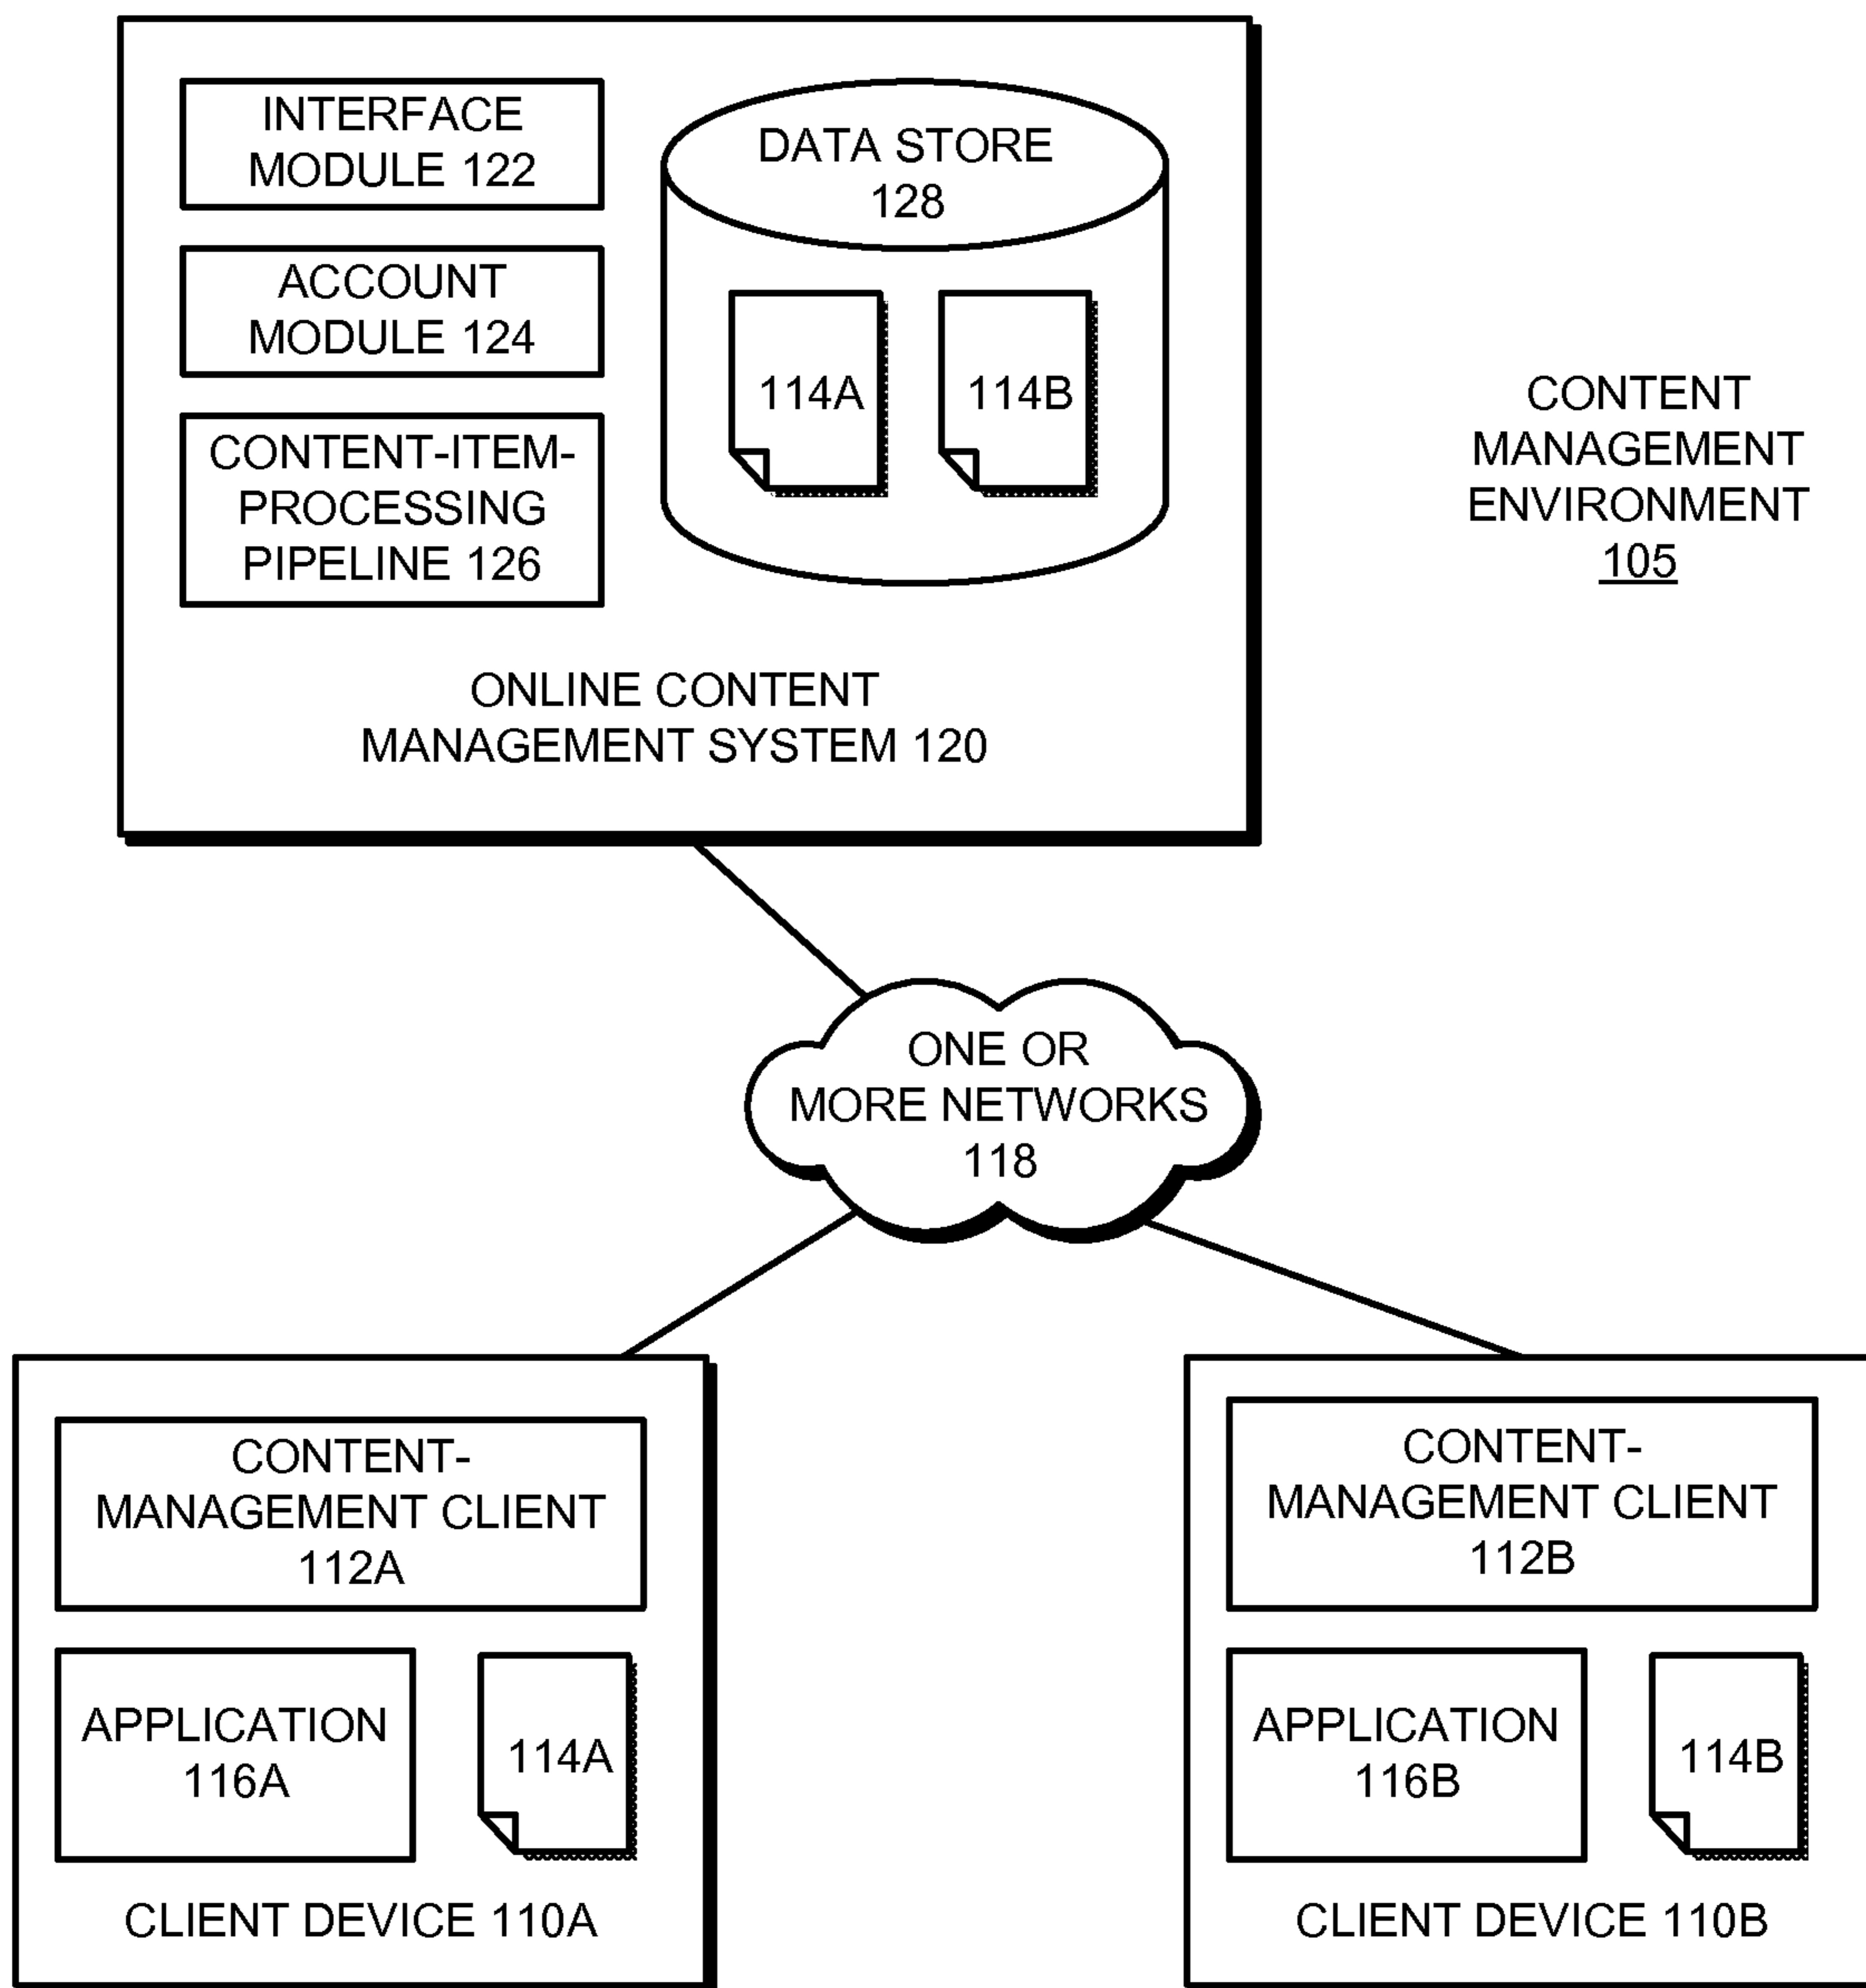 INTERFACE
MODULE 122
ACCOUNT
MODULE 124
CONTENT-ITEM-
PROCESSING
PIPELINE 126
DATA STORE
128
114A
114B
ONLINE CONTENT
MANAGEMENT SYSTEM 120
CONTENT
MANAGEMENT
ENVIRONMENT
105
ONE OR
MORE NETWORKS
118
CONTENT-
MANAGEMENT CLIENT
112A
APPLICATION
116A
114A
CLIENT DEVICE 110A
CONTENT-
MANAGEMENT CLIENT
112B
APPLICATION
116B
114B
CLIENT DEVICE 110B